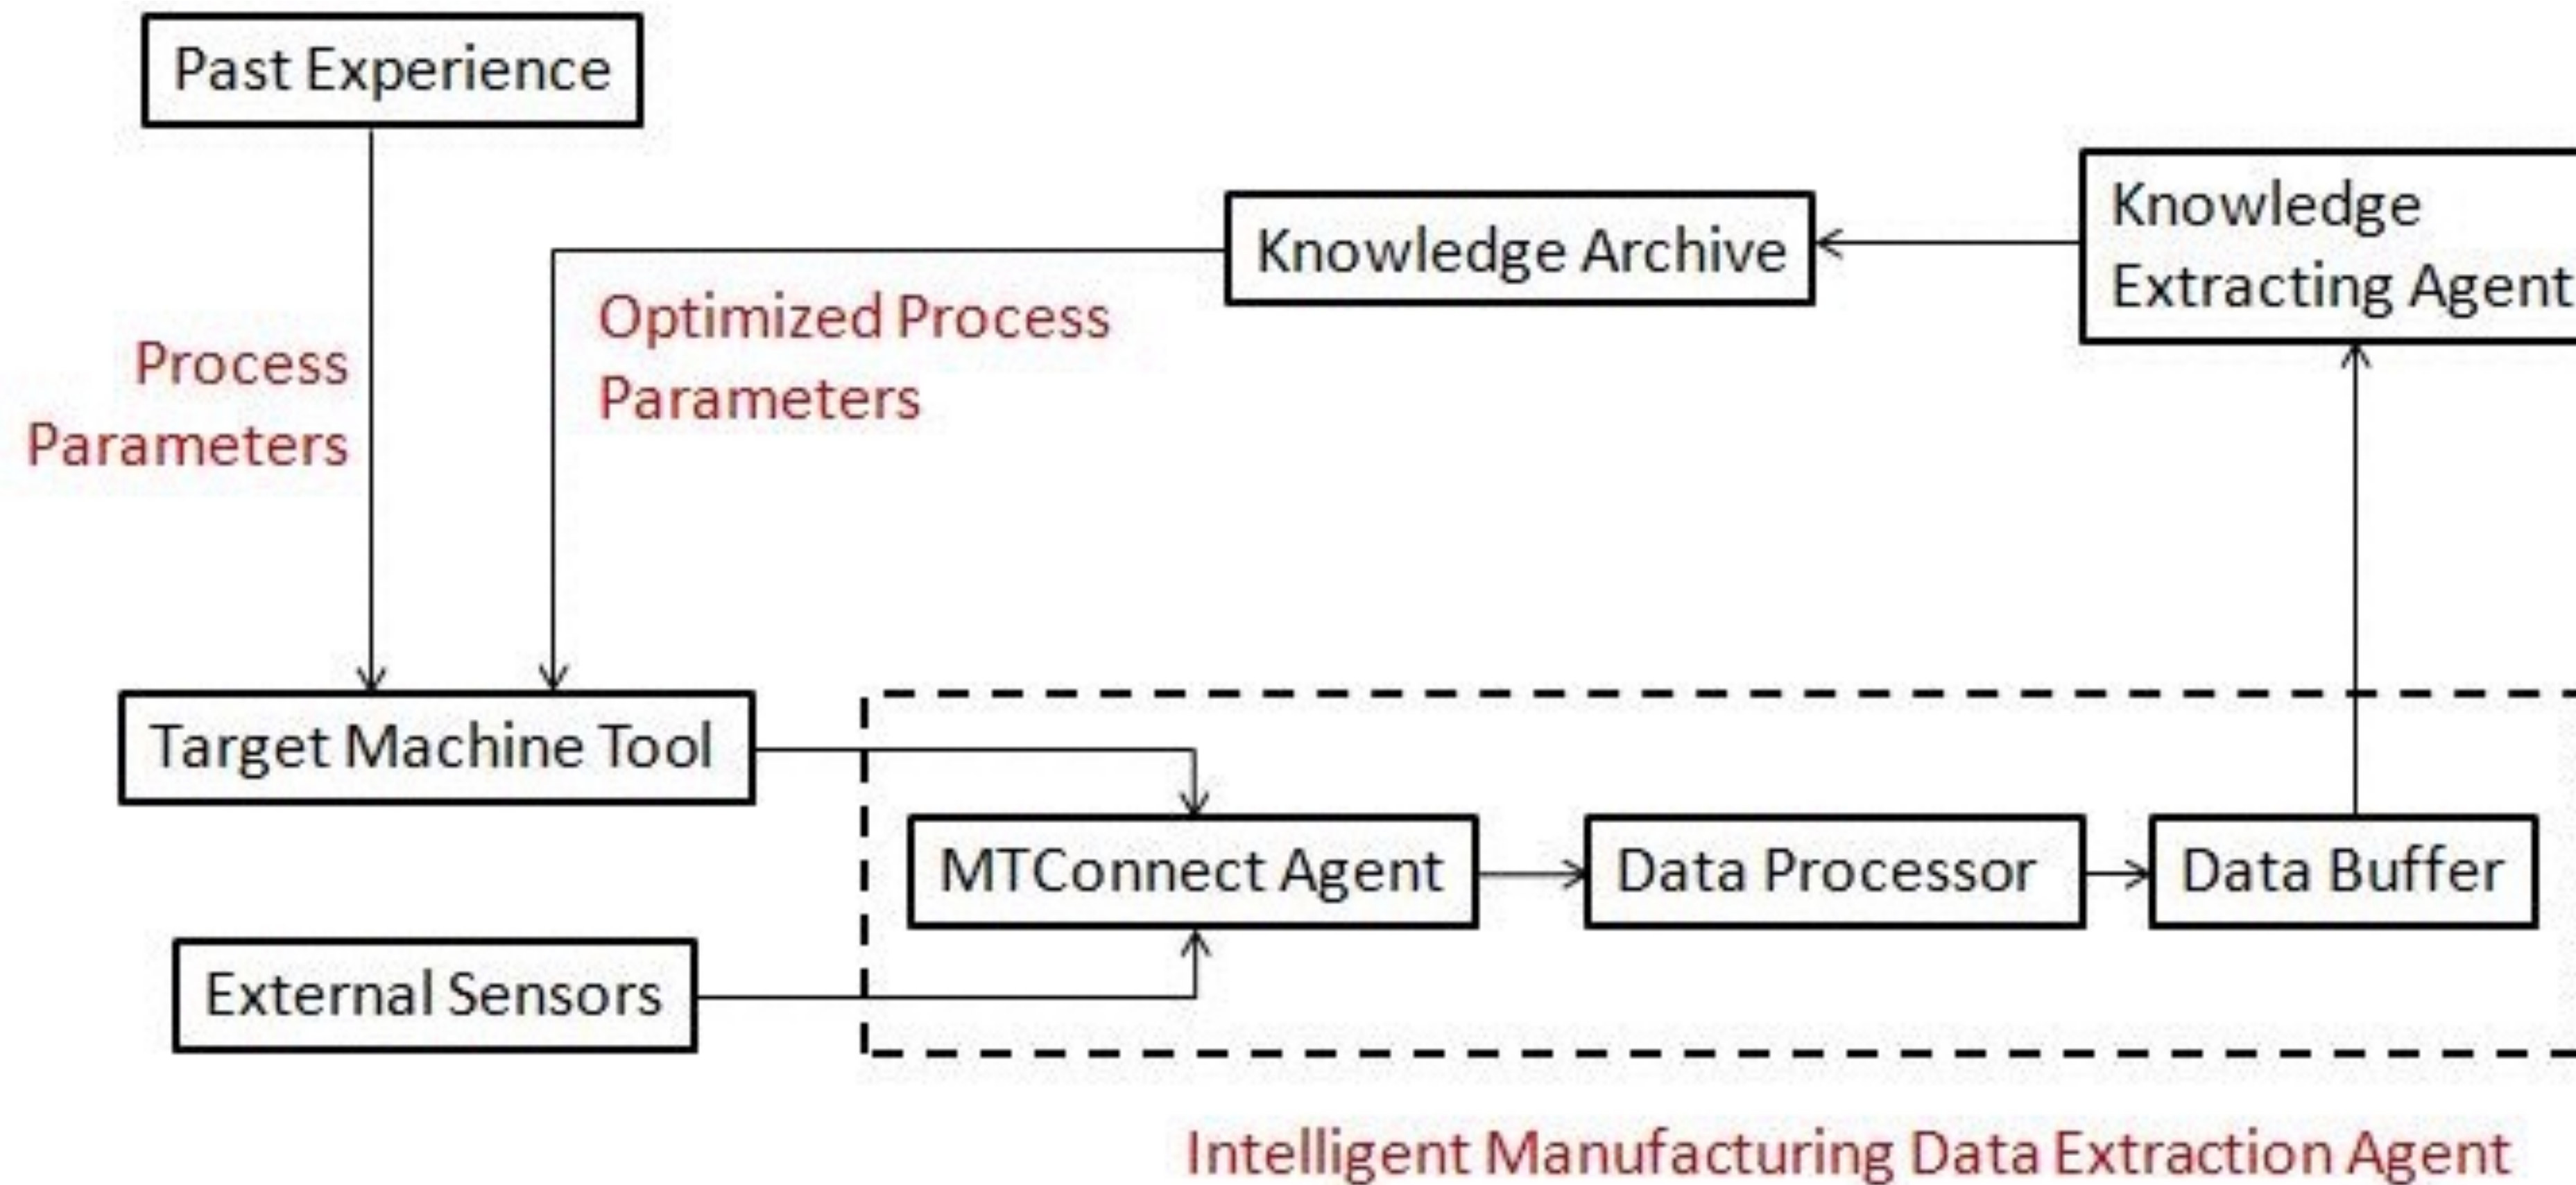 Past Experience
Knowledge
Extracting Agent
Knowledge Archive
Optimized Process
Parameters
Process
Parameters
Target Machine Tool
MTConnect Agent
Data Processor
Data Buffer
External Sensors
Intelligent Manufacturing Data Extraction Agent